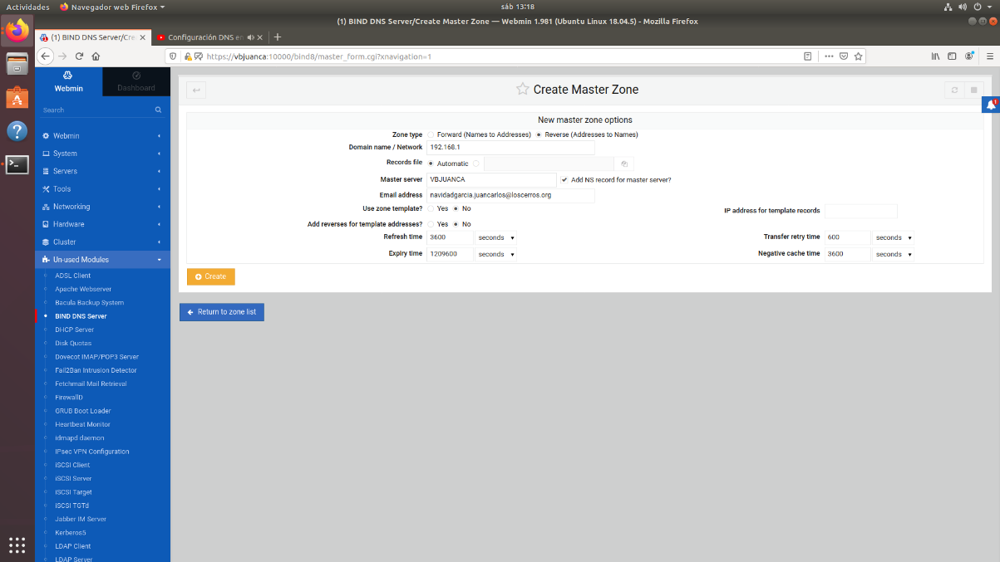 Actividades
Navegador web Firefox
sáb 13:18
(1) BIND DNS Server/Create Master Zone — Webmin 1.981 (Ubuntu Linux 18.04.5) - Mozilla Firefox
(1) BIND DNS Server/Cre
Configuración DNS en
https://vbjuanca:10000/bind8/master_form.cgi?xnavigation=1
Webmin
Dashboard
Search
Webmin
System
Servers
Tools
Networking
Hardware
Cluster
Un-used Modules
ADSL Client
Apache Webserver
Bacula Backup System
BIND DNS Server
DHCP Server
Disk Quotas
Dovecot IMAP/POP3 Server
Fail2Ban Intrusion Detector
Fetchmail Mail Retrieval
FirewallD
GRUB Boot Loader
Heartbeat Monitor
idmapd daemon
IPsec VPN Configuration
iSCSI Client
iSCSI Server
iSCSI Target
iSCSI TGTd
Jabber IM Server
Kerberos5
LDAP Client
LDAP Server
Create Master Zone
1
New master zone options
Zone type Forward (Names to Addresses) Reverse (Addresses to Names)
Domain name / Network 192.168.1
Records file Automatic
Master server VBJUANCA Add NS record for master server?
Email address navidadgarcia.juancarlos@loscerros.org
Use zone template? Yes No IP address for template records
Add reverses for template addresses? Yes No
Refresh time 3600 seconds Transfer retry time 600 seconds
Expiry time 1209600 seconds Negative cache time 3600 seconds
Create
Return to zone list